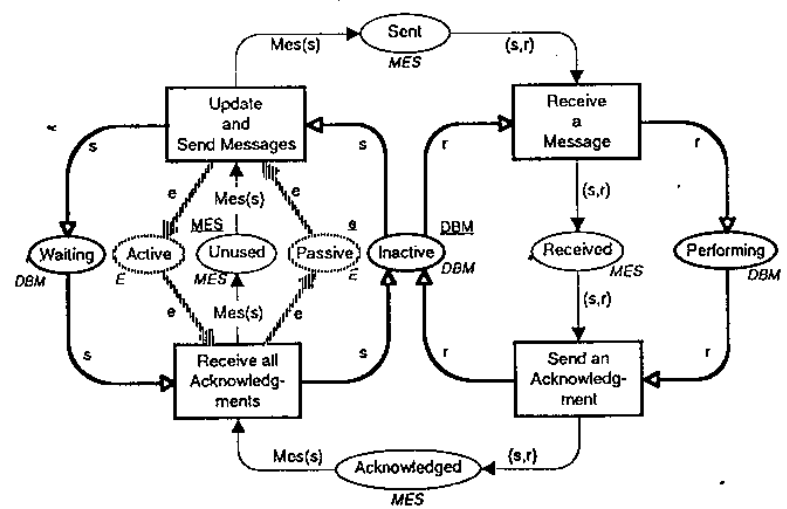 Mes(s)
Sent
MES
(s,r)
Update
and
Send Messages
Receive
a
Message
s
s
r
r
e
Mes(s)
e
(s,r)
MES
e
DBM
Waiting
DBM
Active
E
Unused
MES
Passive
E
Inactive
DBM
Received
MES
Performing
DBM
e
Mes(s)
e
(s,r)
s
s
r
r
Receive all
Acknowledg-
ments
Send an
Acknowledg-
ment
Mes(s)
Acknowledged
MES
(s,r)